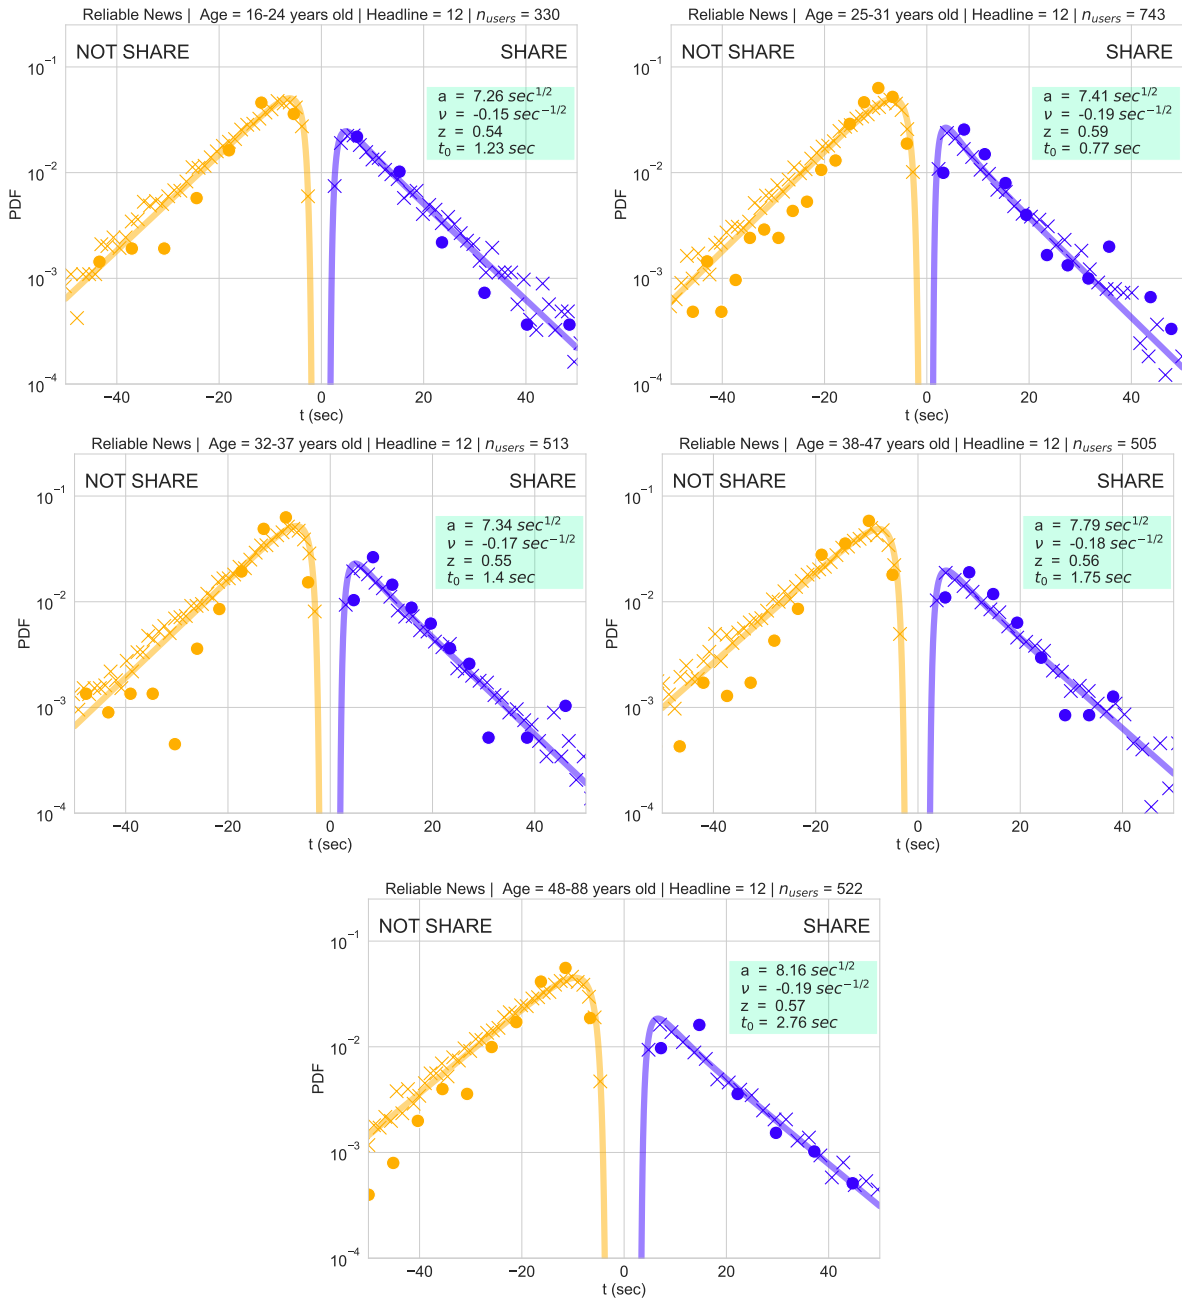 Reliable News | Age = 16-24 years old | Headline = 12 | n_users = 330
NOT SHARE
SHARE
a = 7.26 sec^1/2
ν = -0.15 sec^−1/2
z = 0.54
t_0 = 1.23 sec
10^−1
10^−2
10^−3
10^−4
PDF
−40
−20
0
20
40
t (sec)
Reliable News | Age = 25-31 years old | Headline = 12 | n_users = 743
NOT SHARE
SHARE
a = 7.41 sec^1/2
ν = -0.19 sec^−1/2
z = 0.59
t_0 = 0.77 sec
10^−1
10^−2
10^−3
10^−4
PDF
−40
−20
0
20
40
t (sec)
Reliable News | Age = 32-37 years old | Headline = 12 | n_users = 513
NOT SHARE
SHARE
a = 7.34 sec^1/2
ν = -0.17 sec^−1/2
z = 0.55
t_0 = 1.4 sec
10^−1
10^−2
10^−3
10^−4
PDF
−40
−20
0
20
40
t (sec)
Reliable News | Age = 38-47 years old | Headline = 12 | n_users = 505
NOT SHARE
SHARE
a = 7.79 sec^1/2
ν = -0.18 sec^−1/2
z = 0.56
t_0 = 1.75 sec
10^−1
10^−2
10^−3
10^−4
PDF
−40
−20
0
20
40
t (sec)
Reliable News | Age = 48-88 years old | Headline = 12 | n_users = 522
NOT SHARE
SHARE
a = 8.16 sec^1/2
ν = -0.19 sec^−1/2
z = 0.57
t_0 = 2.76 sec
10^−1
10^−2
10^−3
10^−4
PDF
−40
−20
0
20
40
t (sec)